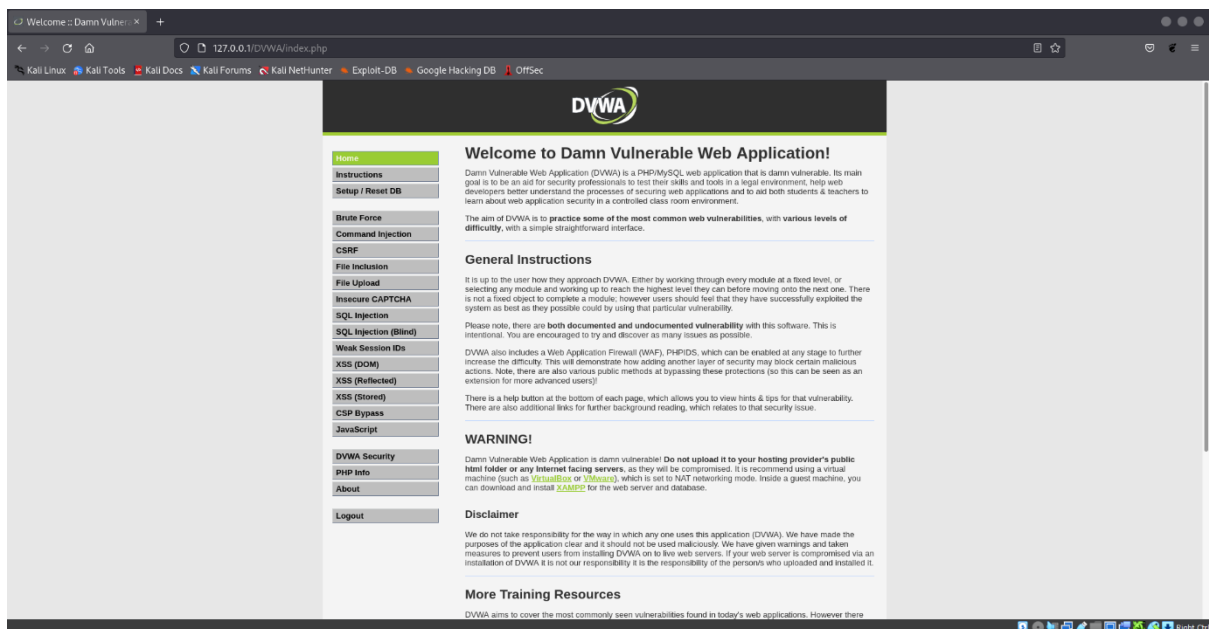 Welcome :: Damn Vulnera
127.0.0.1/DVWA/index.php
Kali Linux Kali Tools Kali Docs Kali Forums Kali NetHunter Exploit-DB Google Hacking DB OffSec
DVWA
Home
Instructions
Setup / Reset DB
Brute Force
Command Injection
CSRF
File Inclusion
File Upload
Insecure CAPTCHA
SQL Injection
SQL Injection (Blind)
Weak Session IDs
XSS (DOM)
XSS (Reflected)
XSS (Stored)
CSP Bypass
JavaScript
DVWA Security
PHP Info
About
Logout
Welcome to Damn Vulnerable Web Application!
Damn Vulnerable Web Application (DVWA) is a PHP/MySQL web application that is damn vulnerable. Its main
goal is to be an aid for security professionals to test their skills and tools in a legal environment, help web
developers better understand the processes of securing web applications and to aid both students & teachers to
learn about web application security in a controlled class room environment.
The aim of DVWA is to practice some of the most common web vulnerabilities, with various levels of
difficultly, with a simple straightforward interface.
General Instructions
It is up to the user how they approach DVWA. Either by working through every module at a fixed level, or
selecting any module and working up to reach the highest level they can before moving onto the next one. There
is not a fixed object to complete a module; however users should feel that they have successfully exploited the
system as best as they possible could by using that particular vulnerability.
Please note, there are both documented and undocumented vulnerability with this software. This is
intentional. You are encouraged to try and discover as many issues as possible.
DVWA also includes a Web Application Firewall (WAF), PHPIDS, which can be enabled at any stage to further
increase the difficulty. This will demonstrate how adding another layer of security may block certain malicious
actions. Note, there are also various public methods at bypassing these protections (so this can be seen as an
extension for more advanced users)!
There is a help button at the bottom of each page, which allows you to view hints & tips for that vulnerability.
There are also additional links for further background reading, which relates to that security issue.
WARNING!
Damn Vulnerable Web Application is damn vulnerable! Do not upload it to your hosting provider's public
html folder or any Internet facing servers, as they will be compromised. It is recommend using a virtual
machine (such as VirtualBox or VMware), which is set to NAT networking mode. Inside a guest machine, you
can download and install XAMPP for the web server and database.
Disclaimer
We do not take responsibility for the way in which any one uses this application (DVWA). We have made the
purposes of the application clear and it should not be used maliciously. We have given warnings and taken
measures to prevent users from installing DVWA on to live web servers. If your web server is compromised via an
installation of DVWA it is not our responsibility it is the responsibility of the person/s who uploaded and installed it.
More Training Resources
DVWA aims to cover the most commonly seen vulnerabilities found in today's web applications. However there
Right Ctrl